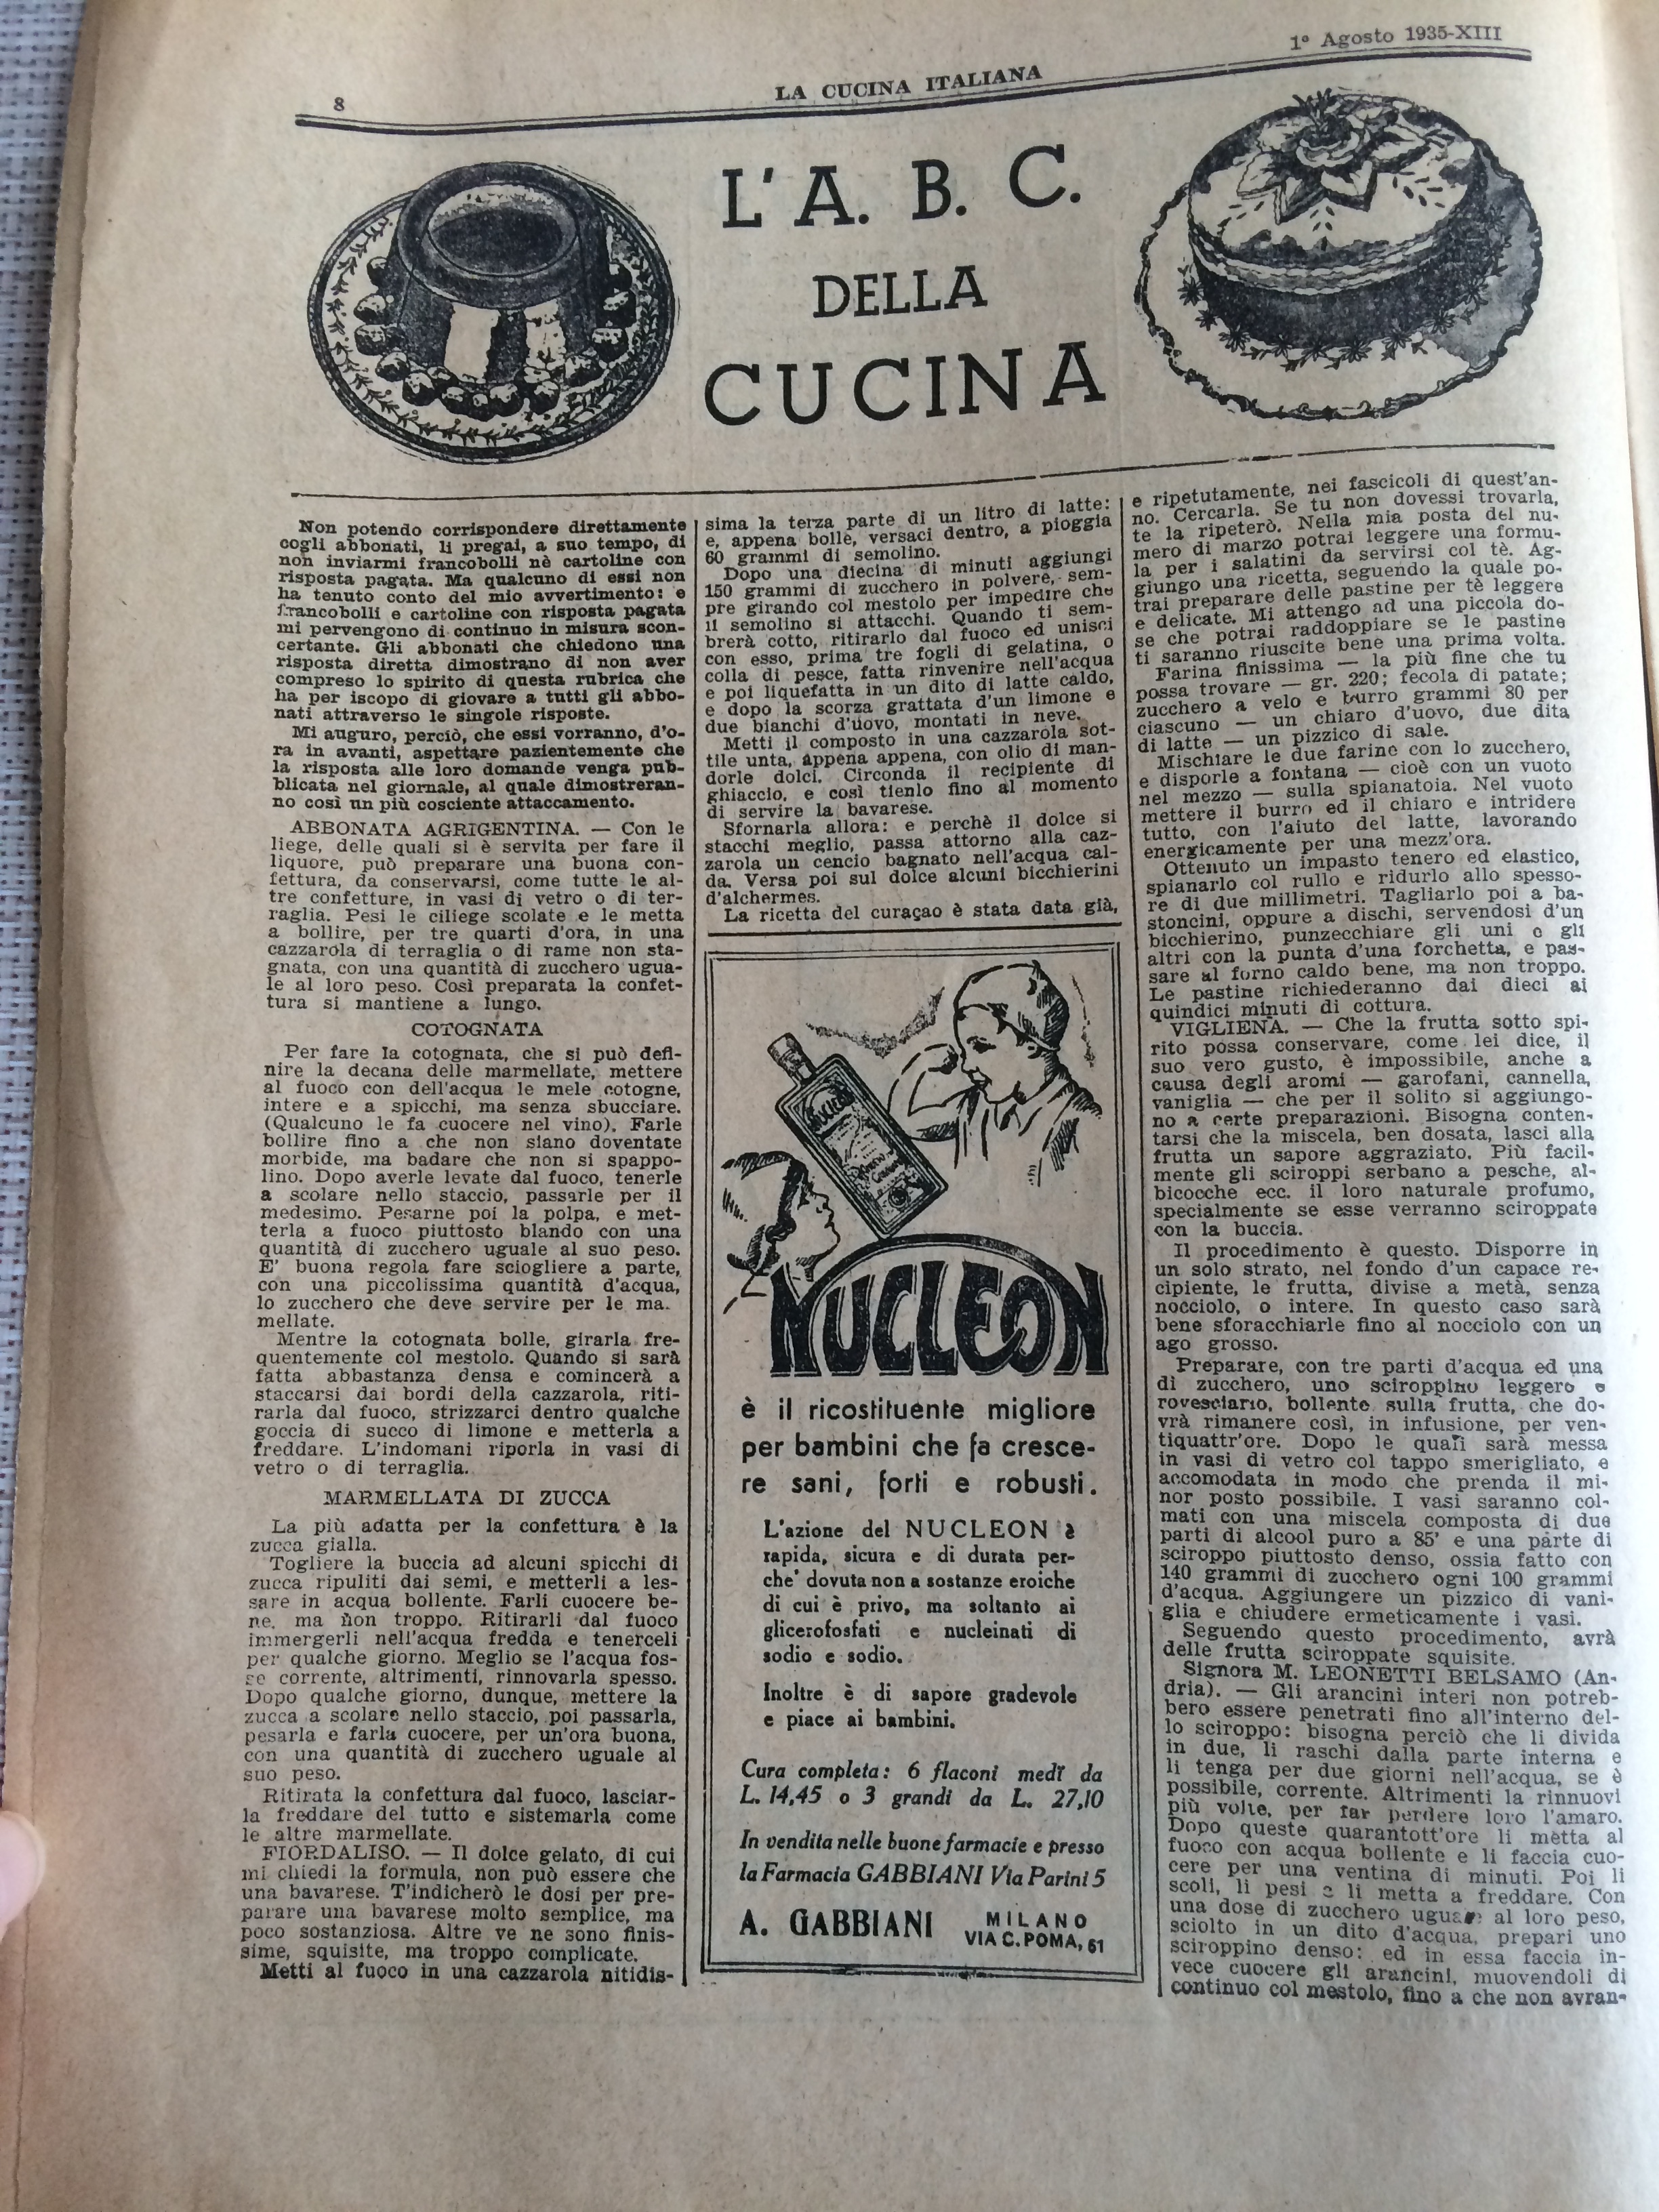 8
LA CUCINA ITALIANA
1º Agosto 1935-XIII
L'A. B. C.
DELLA
CUCINA
Non potendo corrispondere direttamente
cogli abbonati, li pregai, a suo tempo, di
non inviarmi francobolli nè cartoline con
risposta pagata. Ma qualcuno di essi non
ha tenuto conto del mio avvertimento: e
francobolli e cartoline con risposta pagata
mi pervengono di continuo in misura scon-
certante. Gli abbonati che chiedono una
risposta diretta dimostrano di non aver
compreso lo spirito di questa rubrica che
ha per iscopo di giovare a tutti gli abbo-
nati attraverso le singole risposte.
Mi auguro, perciò, che essi vorranno, d'o-
ra in avanti, aspettare pazientemente che
la risposta alle loro domande venga pub-
blicata nel giornale, al quale dimostreran-
no così un più cosciente attaccamento.
ABBONATA AGRIGENTINA. — Con le
liege, delle quali si è servita per fare il
liquore, può preparare una buona con-
fettura, da conservarsi, come tutte le al-
tre confetture, in vasi di vetro o di ter-
raglia. Pesi le ciliege scolate e le metta
a bollire, per tre quarti d'ora, in una
cazzarola di terraglia o di rame non sta-
gnata, con una quantità di zucchero ugua-
le al loro peso. Così preparata la confet-
tura si mantiene a lungo.
COTOGNATA
Per fare la cotognata, che si può defi-
nire la decana delle marmellate, mettere
al fuoco con dell'acqua le mele cotogne,
intere e a spicchi, ma senza sbucciare.
(Qualcuno le fa cuocere nel vino). Farle
bollire fino a che non siano doventate
morbide, ma badare che non si spappo-
lino. Dopo averle levate dal fuoco, tenerle
a scolare nello staccio, passarle per il
medesimo. Pesarne poi la polpa, e met-
terla a fuoco piuttosto blando con una
quantità di zucchero uguale al suo peso.
E' buona regola fare sciogliere a parte,
con una piccolissima quantità d'acqua,
lo zucchero che deve servire per le ma.
mellate.
Mentre la cotognata bolle, girarla fre-
quentemente col mestolo. Quando si sarà
fatta abbastanza densa e comincerà a
staccarsi dai bordi della cazzarola, riti-
rarla dal fuoco, strizzarci dentro qualche
goccia di succo di limone e metterla a
freddare. L'indomani riporla in vasi di
vetro o di terraglia.
MARMELLATA DI ZUCCA
La più adatta per la confettura è la
zucca gialla.
Togliere la buccia ad alcuni spicchi di
zucca ripuliti dai semi, e metterli a les-
sare in acqua bollente. Farli cuocere be-
ne, ma non troppo. Ritirarli dal fuoco
immergerli nell'acqua fredda e tenerceli
per qualche giorno. Meglio se l'acqua fos-
se corrente, altrimenti, rinnovarla spesso.
Dopo qualche giorno, dunque, mettere la
zucca a scolare nello staccio, poi passarla,
pesarla e farla cuocere, per un'ora buona,
con una quantità di zucchero uguale al
suo peso.
Ritirata la confettura dal fuoco, lasciar-
la freddare del tutto e sistemarla come
le altre marmellate.
FIORDALISO. — Il dolce gelato, di cui
mi chiedi la formula, non può essere che
una bavarese. T'indicherò le dosi per pre-
parare una bavarese molto semplice, ma
poco sostanziosa. Altre ve ne sono finis-
sime, squisite, ma troppo complicate.
Metti al fuoco in una cazzarola nitidis-
sima la terza parte di un litro di latte:
e, appena bolle, versaci dentro, a pioggia
60 grammi di semolino.
Dopo una diecina di minuti aggiungi
150 grammi di zucchero in polvere, sem-
pre girando col mestolo per impedire che
il semolino si attacchi. Quando ti sem-
brerà cotto, ritirarlo dal fuoco ed unisci
con esso, prima tre fogli di gelatina, o
colla di pesce, fatta rinvenire nell'acqua
e poi liquefatta in un dito di latte caldo,
e dopo la scorza grattata d'un limone e
due bianchi d'uovo, montati in neve.
Metti il composto in una cazzarola sot-
tile unta, appena appena, con olio di man-
dorle dolci. Circonda il recipiente di
ghiaccio, e così tienlo fino al momento
di servire la bavarese.
Sfornarla allora: e perchè il dolce si
stacchi meglio, passa attorno alla caz-
zarola un cencio bagnato nell'acqua cal-
da. Versa poi sul dolce alcuni bicchierini
d'alchermes.
La ricetta del curaçao è stata data già,
NUCLEON
NUCLEON
è il ricostituente migliore
per bambini che fa cresce-
re sani, forti e robusti.
L'azione del NUCLEON è
rapida, sicura e di durata per-
che' dovuta non a sostanze eroiche
di cui è privo, ma soltanto ai
glicerofosfati e nucleinati di
sodio e sodio.
Inoltre è di sapore gradevole
e piace ai bambini.
Cura completa: 6 flaconi medi da
L. 14,45 o 3 grandi da L. 27,10
In vendita nelle buone farmacie e presso
la Farmacia GABBIANI Via Parini 5
A. GABBIANI MILANO
VIA C. POMA, 61
e ripetutamente, nei fascicoli di quest'an-
no. Cercarla. Se tu non dovessi trovarla,
te la ripeterò. Nella mia posta del nu-
mero di marzo potrai leggere una formu-
la per i salatini da servirsi col tè. Ag-
giungo una ricetta, seguendo la quale po-
trai preparare delle pastine per tè leggere
e delicate. Mi attengo ad una piccola do-
se che potrai raddoppiare se le pastine
ti saranno riuscite bene una prima volta.
Farina finissima — la più fine che tu
possa trovare — gr. 220; fecola di patate;
zucchero a velo e burro grammi 80 per
ciascuno — un chiaro d'uovo, due dita
di latte — un pizzico di sale.
Mischiare le due farine con lo zucchero,
e disporle a fontana — cioè con un vuoto
nel mezzo — sulla spianatoia. Nel vuoto
mettere il burro ed il chiaro e intridere
tutto, con l'aiuto del latte, lavorando
energicamente per una mezz'ora.
Ottenuto un impasto tenero ed elastico,
spianarlo col rullo e ridurlo allo spesso-
re di due millimetri. Tagliarlo poi a ba-
stoncini, oppure a dischi, servendosi d'un
bicchierino, punzecchiare gli uni o gli
altri con la punta d'una forchetta, e pas-
sare al forno caldo bene, ma non troppo.
Le pastine richiederanno dai dieci ai
quindici minuti di cottura.
VIGLIENA. — Che la frutta sotto spi-
rito possa conservare, come lei dice, il
suo vero gusto, è impossibile, anche a
causa degli aromi — garofani, cannella,
vaniglia — che per il solito si aggiungo-
no a certe preparazioni. Bisogna conten-
tarsi che la miscela, ben dosata, lasci alla
frutta un sapore aggraziato. Più facil-
mente gli sciroppi serbano a pesche, al-
bicocche ecc. il loro naturale profumo,
specialmente se esse verranno sciroppate
con la buccia.
Il procedimento è questo. Disporre in
un solo strato, nel fondo d'un capace re-
cipiente, le frutta, divise a metà, senza
nocciolo, o intere. In questo caso sarà
bene sforacchiarle fino al nocciolo con un
ago grosso.
Preparare, con tre parti d'acqua ed una
di zucchero, uno sciroppino leggero e
rovesciarlo, bollente sulla frutta, che do-
vrà rimanere così, in infusione, per ven-
tiquattr'ore. Dopo le quali sarà messa
in vasi di vetro col tappo smerigliato, e
accomodata in modo che prenda il mi-
nor posto possibile. I vasi saranno col-
mati con una miscela composta di due
parti di alcool puro a 85' e una parte di
sciroppo piuttosto denso, ossia fatto con
140 grammi di zucchero ogni 100 grammi
d'acqua. Aggiungere un pizzico di vani-
glia e chiudere ermeticamente i vasi.
Seguendo questo procedimento, avrà
delle frutta sciroppate squisite.
Signora M. LEONETTI BELSAMO (An-
dria). — Gli arancini interi non potreb-
bero essere penetrati fino all'interno del-
lo sciroppo: bisogna perciò che li divida
in due, li raschi dalla parte interna e
li tenga per due giorni nell'acqua, se è
possibile, corrente. Altrimenti la rinnuovi
più volte, per far perdere loro l'amaro.
Dopo queste quarantott'ore li metta al
fuoco con acqua bollente e li faccia cuo-
cere per una ventina di minuti. Poi li
scoli, li pesi e li metta a freddare. Con
una dose di zucchero uguale al loro peso,
sciolto in un dito d'acqua, prepari uno
sciroppino denso: ed in essa faccia in-
vece cuocere gli arancini, muovendoli di
continuo col mestolo, fino a che non avran-